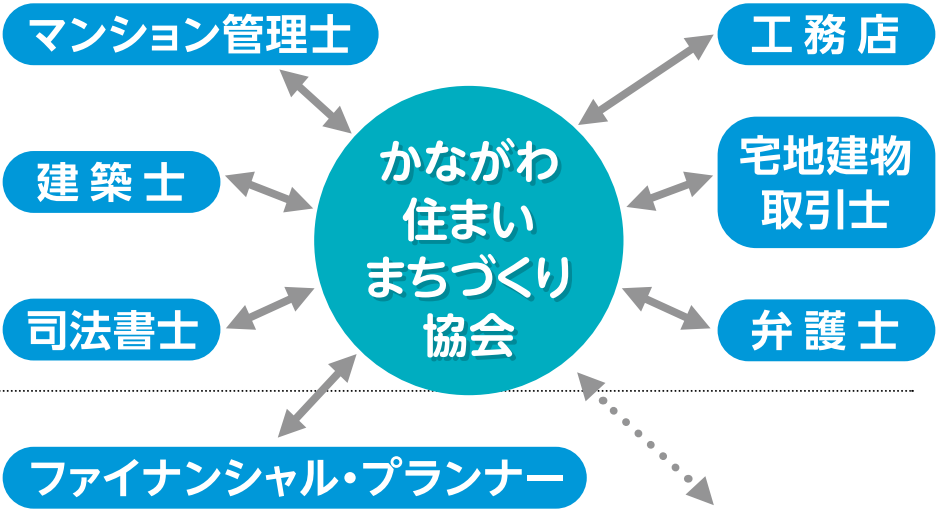 マンション管理士
工務店
かながわ
住まい
まちづくり
協会
建築士
宅地建物
取引士
司法書士
弁護士
ファイナンシャル・プランナー